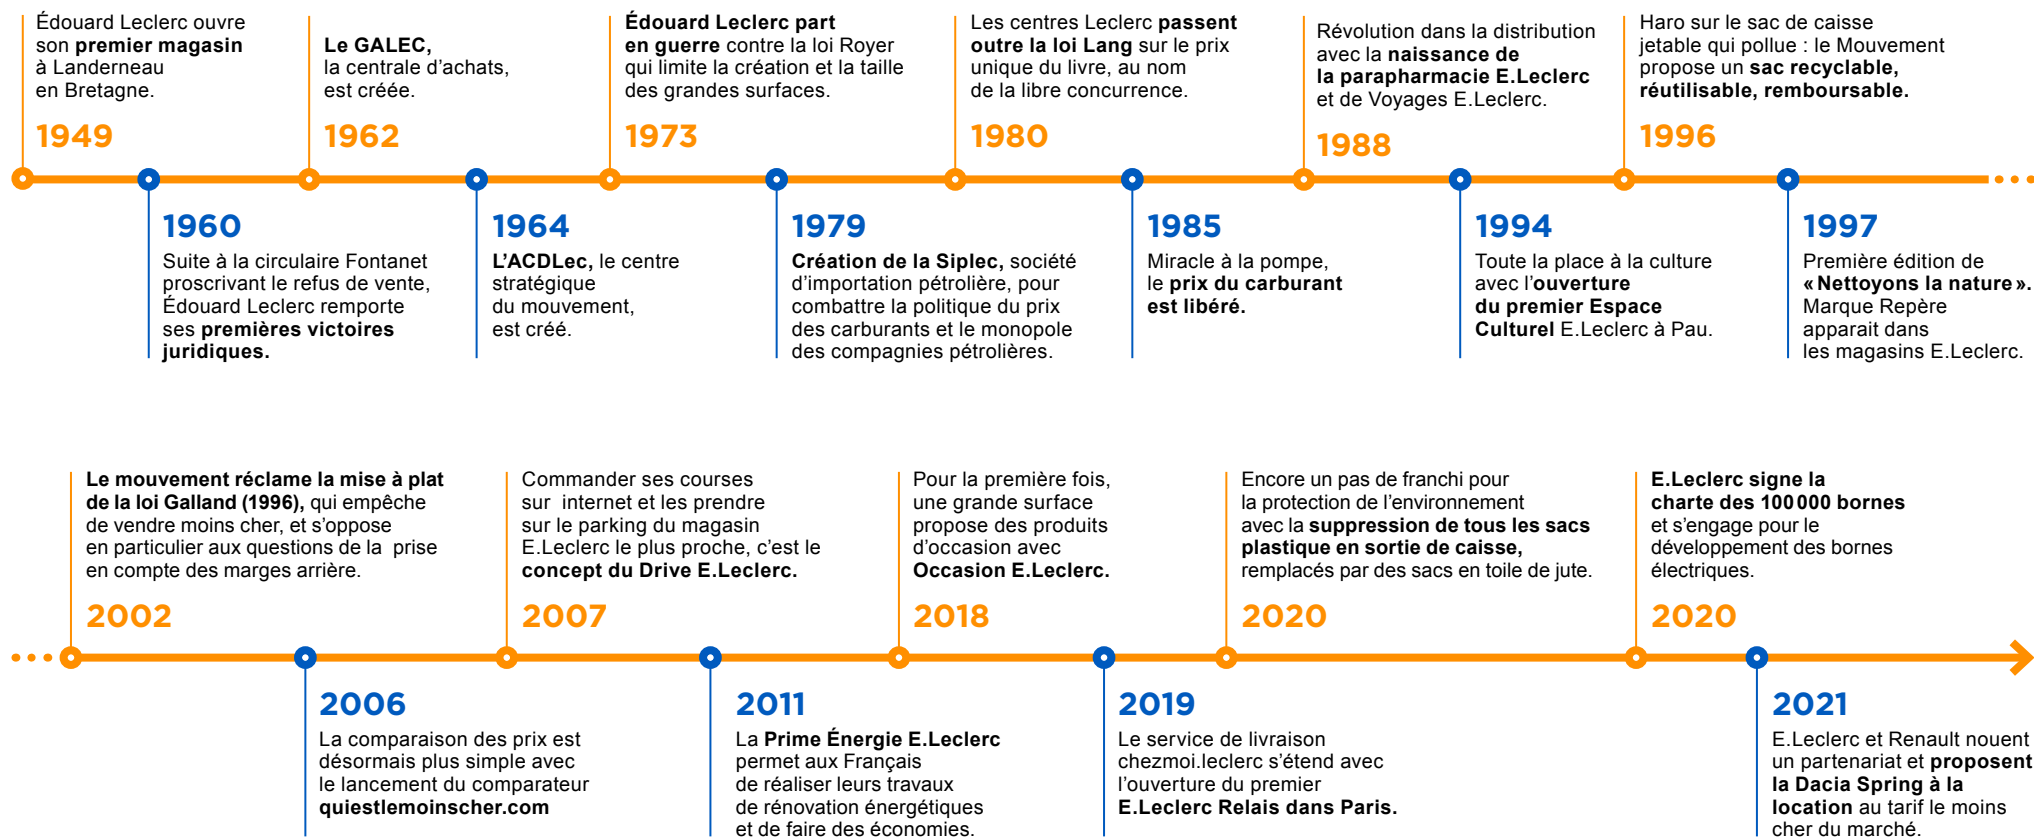 Édouard Leclerc ouvre
son premier magasin
à Landerneau
en Bretagne.
1949
1960
Suite à la circulaire Fontanet
proscrivant le refus de vente,
Édouard Leclerc remporte
ses premières victoires
juridiques.
Le GALEC,
la centrale d’achats,
est créée.
1962
1964
L’ACDLec, le centre
stratégique
du mouvement,
est créé.
Édouard Leclerc part
en guerre contre la loi Royer
qui limite la création et la taille
des grandes surfaces.
1973
1979
Création de la Siplec, société
d’importation pétrolière, pour
combattre la politique du prix
des carburants et le monopole
des compagnies pétrolières.
Les centres Leclerc passent
outre la loi Lang sur le prix
unique du livre, au nom
de la libre concurrence.
1980
1985
Miracle à la pompe,
le prix du carburant
est libéré.
Révolution dans la distribution
avec la naissance de
la parapharmacie E.Leclerc
et de Voyages E.Leclerc.
1988
1994
Toute la place à la culture
avec l’ouverture
du premier Espace
Culturel E.Leclerc à Pau.
Haro sur le sac de caisse
jetable qui pollue : le Mouvement
propose un sac recyclable,
réutilisable, remboursable.
1996
1997
Première édition de
« Nettoyons la nature ».
Marque Repère
apparait dans
les magasins E.Leclerc.
Le mouvement réclame la mise à plat
de la loi Galland (1996), qui empêche
de vendre moins cher, et s’oppose
en particulier aux questions de la prise
en compte des marges arrière.
2002
2006
La comparaison des prix est
désormais plus simple avec
le lancement du comparateur
quiestlemoinscher.com
Commander ses courses
sur internet et les prendre
sur le parking du magasin
E.Leclerc le plus proche, c’est le
concept du Drive E.Leclerc.
2007
2011
La Prime Énergie E.Leclerc
permet aux Français
de réaliser leurs travaux
de rénovation énergétiques
et de faire des économies.
Pour la première fois,
une grande surface
propose des produits
d’occasion avec
Occasion E.Leclerc.
2018
2019
Le service de livraison
chezmoi.leclerc s’étend avec
l’ouverture du premier
E.Leclerc Relais dans Paris.
Encore un pas de franchi pour
la protection de l’environnement
avec la suppression de tous les sacs
plastique en sortie de caisse,
remplacés par des sacs en toile de jute.
2020
E.Leclerc signe la
charte des 100 000 bornes
et s’engage pour le
développement des bornes
électriques.
2020
2021
E.Leclerc et Renault nouent
un partenariat et proposent
la Dacia Spring à la
location au tarif le moins
cher du marché.